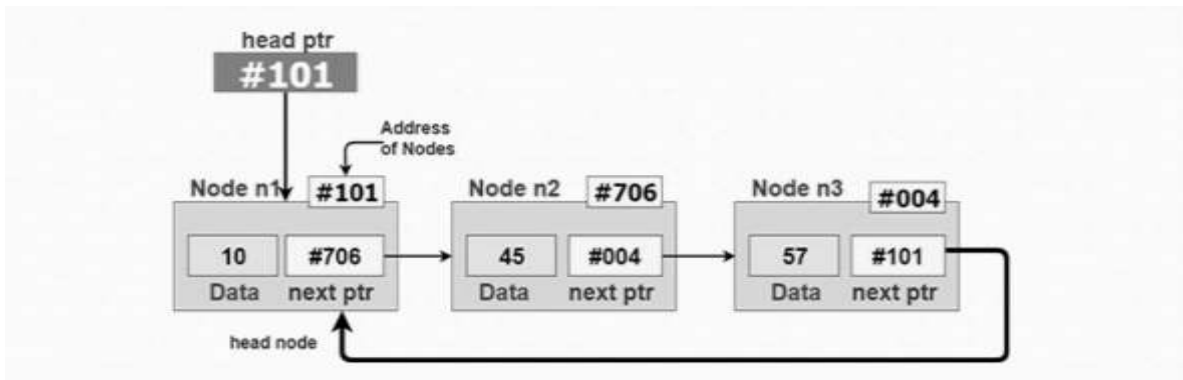 head ptr
#101
Address
of Nodes
Node n1
#101
Node n2
#706
Node n3
#004
10
#706
45
#004
57
#101
Data
next ptr
Data
next ptr
Data
next ptr
head node